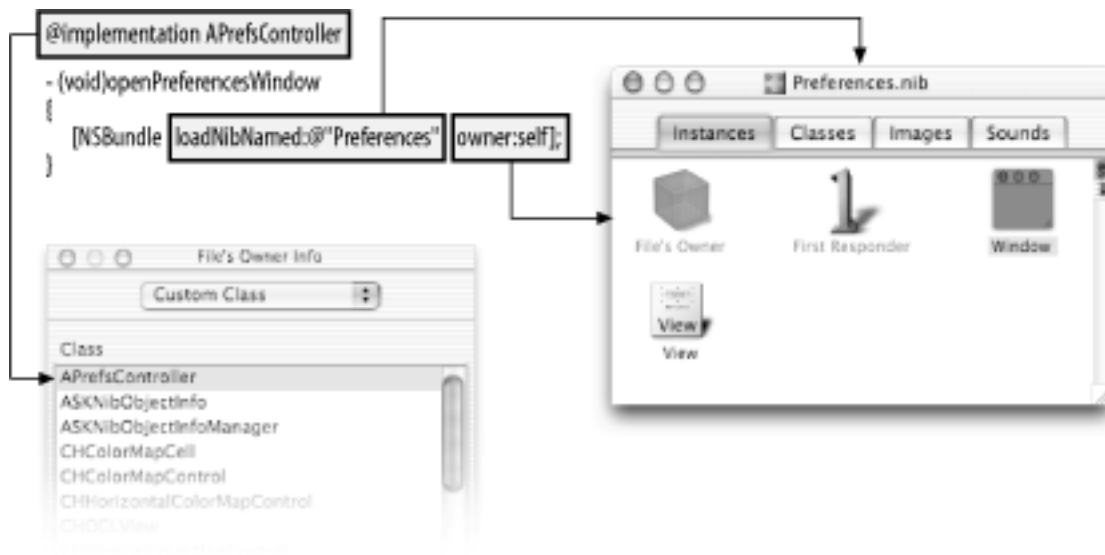 @implementation APrefsController
- (void)openPreferencesWindow
{
[NSBundle loadNibNamed:@"Preferences" owner:self];
}
Preferences.nib
Instances Classes Images Sounds
File's Owner First Responder Window
View
View
File's Owner Info
Custom Class
Class
APrefsController
ASKNibObjectInfo
ASKNibObjectInfoManager
CHColorMapCell
CHColorMapControl
CHHorizontalColorMapControl
CHOGLView